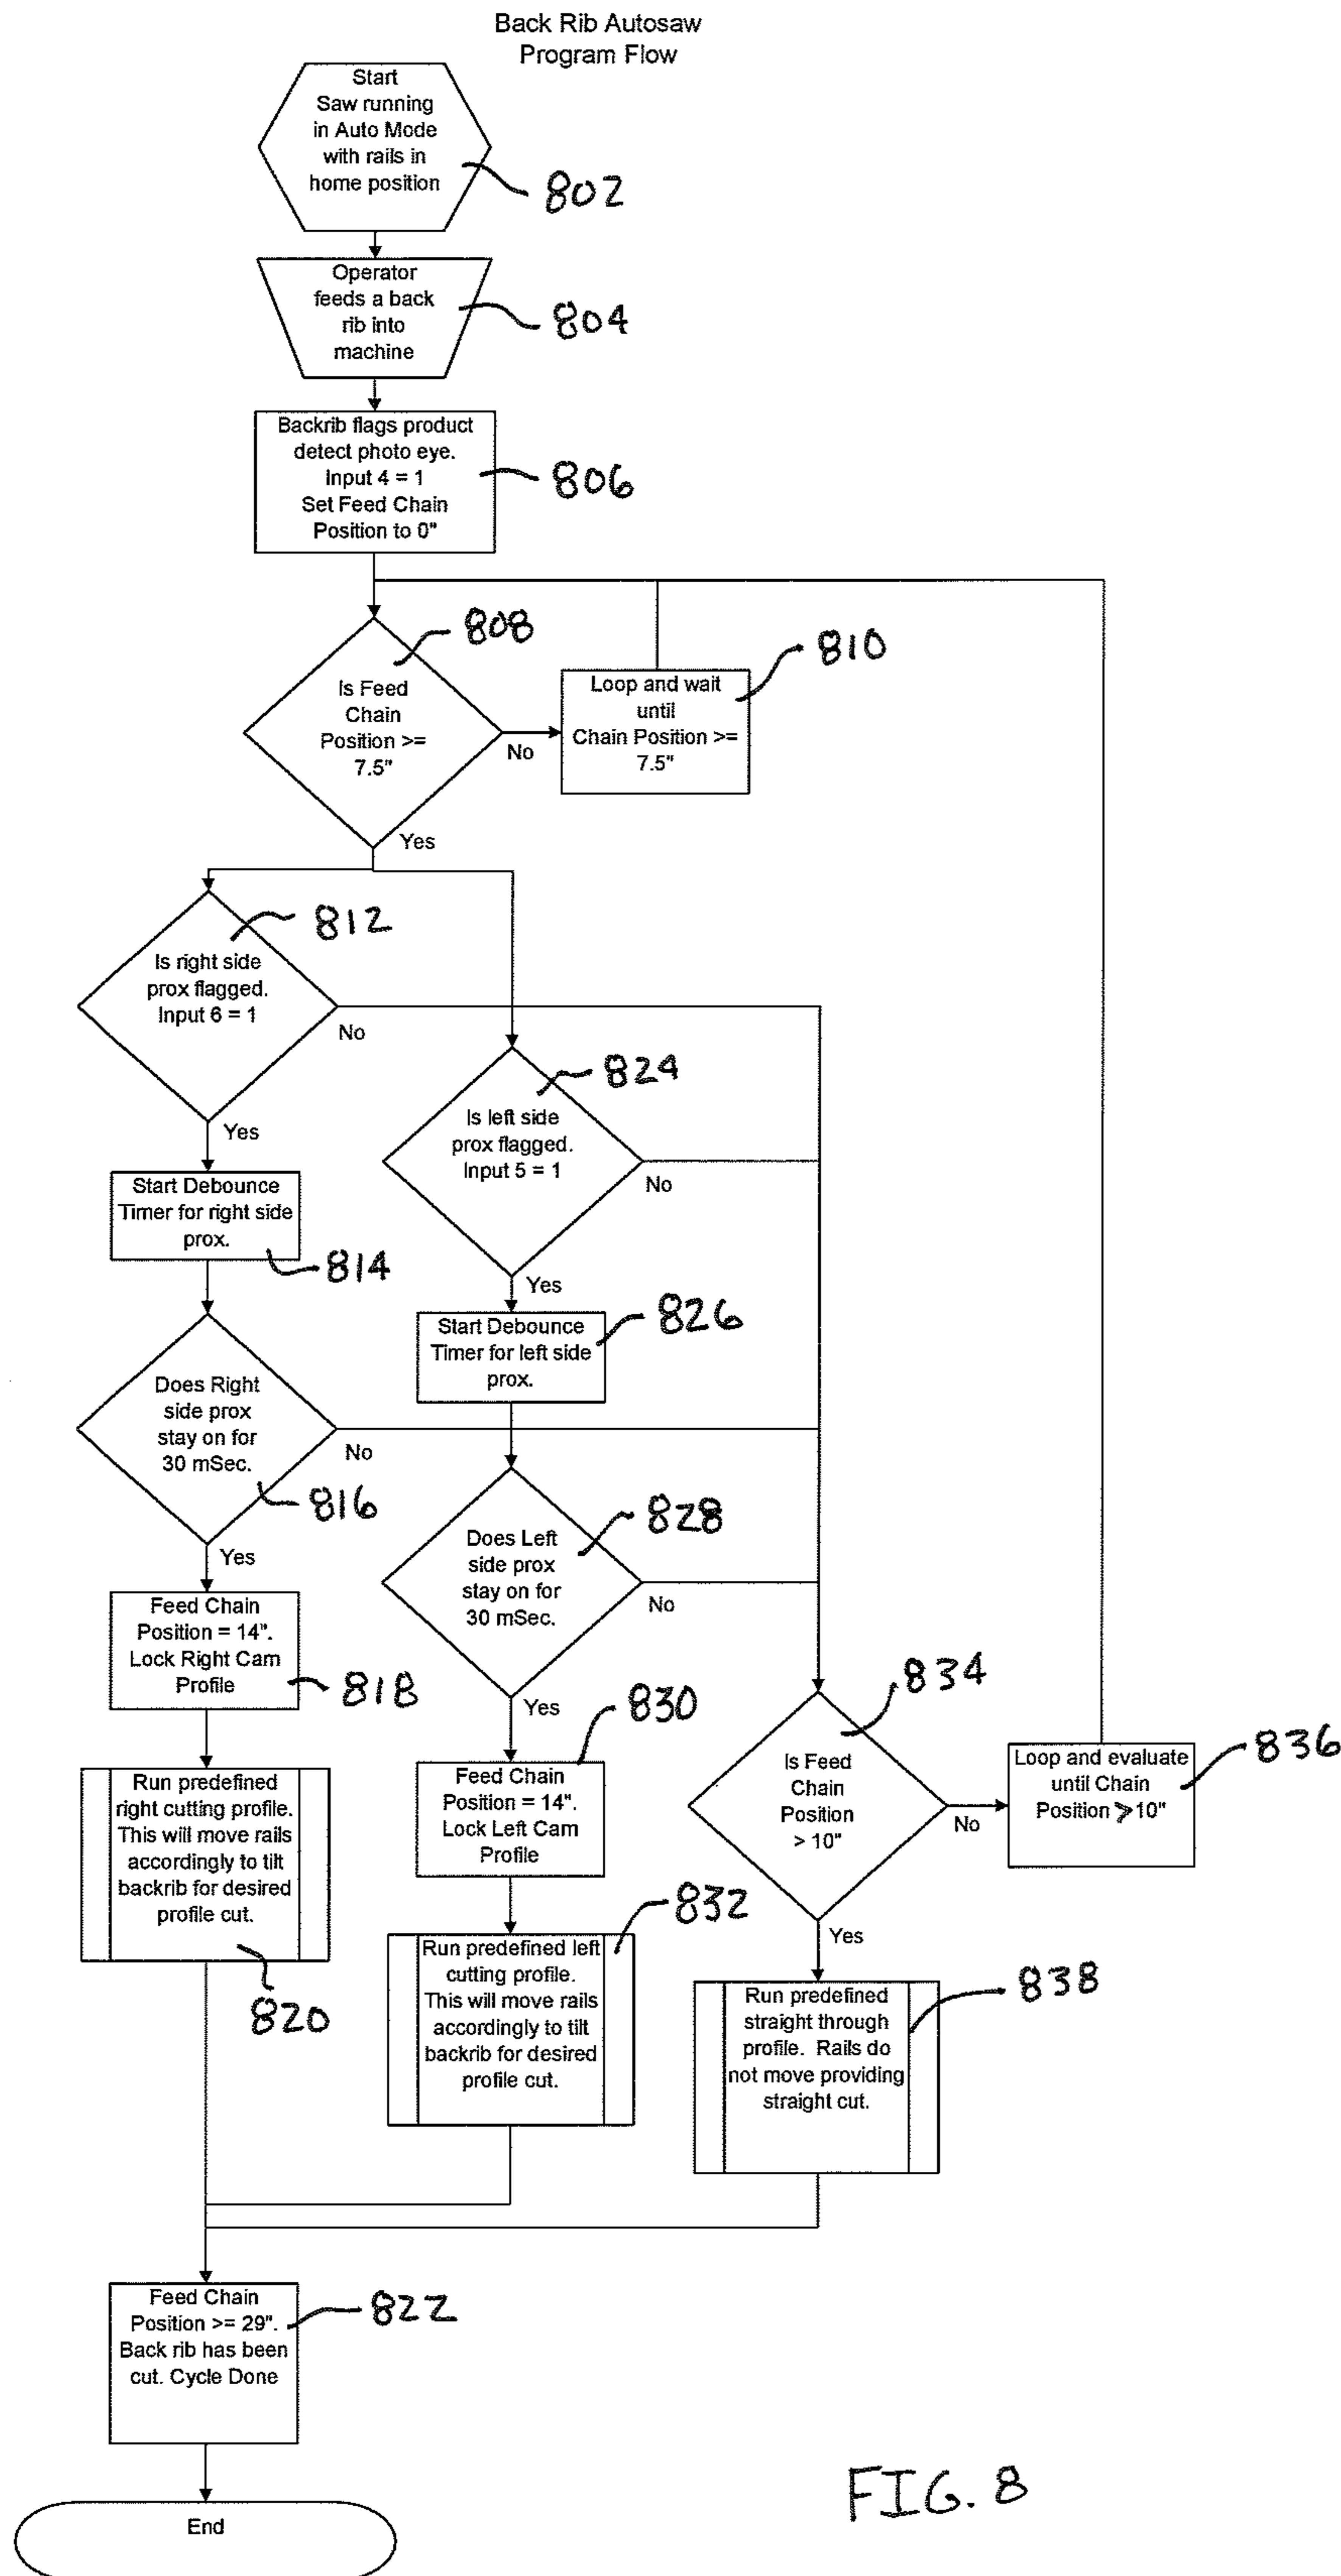 Back Rib Autosaw
Program Flow
Start
Saw running
in Auto Mode
with rails in
home position
802
Operator
feeds a back
rib into
machine
804
Backrib flags product
detect photo eye.
Input 4 = 1
Set Feed Chain
Position to 0"
806
808
Is Feed
Chain
Position >=
7.5"
No
Yes
Loop and wait
until
Chain Position >=
7.5"
810
812
Is right side
prox flagged.
Input 6 = 1
No
Yes
824
Is left side
prox flagged.
Input 5 = 1
No
Yes
Start Debounce
Timer for right side
prox.
814
Start Debounce
Timer for left side
prox.
826
Does Right
side prox
stay on for
30 mSec.
No
816
Yes
828
Does Left
side prox
stay on for
30 mSec.
No
Yes
Feed Chain
Position = 14".
Lock Right Cam
Profile
818
830
Feed Chain
Position = 14".
Lock Left Cam
Profile
834
Is Feed
Chain
Position
> 10"
No
Yes
Loop and evaluate
until Chain
Position > 10"
836
Run predefined
right cutting profile.
This will move rails
accordingly to tilt
backrib for desired
profile cut.
820
832
Run predefined left
cutting profile.
This will move rails
accordingly to tilt
backrib for desired
profile cut.
838
Run predefined
straight through
profile. Rails do
not move providing
straight cut.
Feed Chain
Position >= 29".
Back rib has been
cut. Cycle Done
822
End
FIG. 8